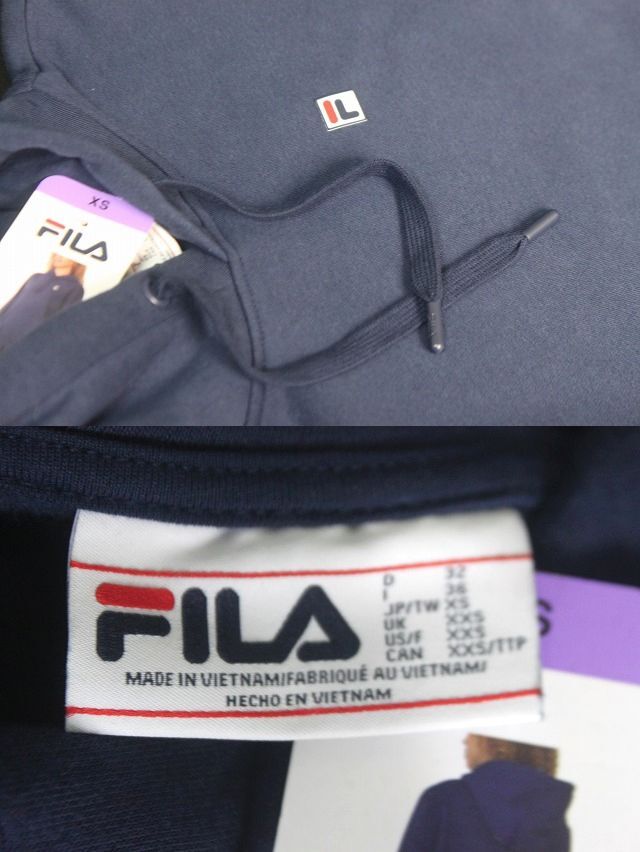 XS
FILA
IL
FILA
D 32
I 36
JP/TW XS
UK XXS
US/F XXS
CAN XXS/TTP
MADE IN VIETNAM/FABRIQUÉ AU VIETNAM/
HECHO EN VIETNAM
S